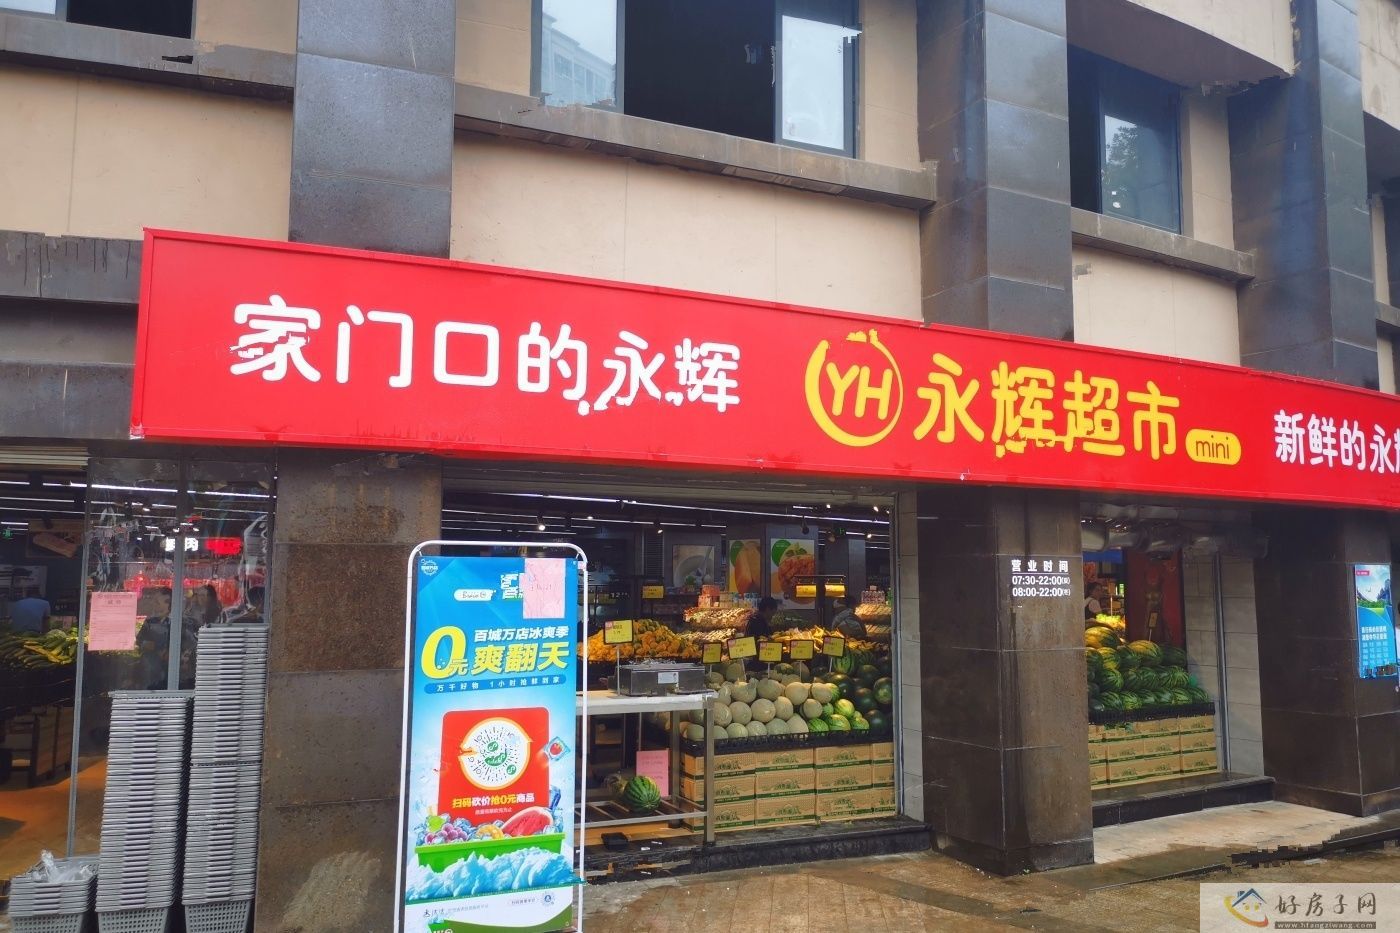 家门口的永辉
YH 永辉超市 mini
新鲜的永辉
营业时间
07:30-22:00(夏)
08:00-22:00(冬)
百城万店冰爽季
0元爽翻天
万千好物 1小时抢鲜到家
扫码砍价抢0元商品
好房子网
www.hfangziwang.com